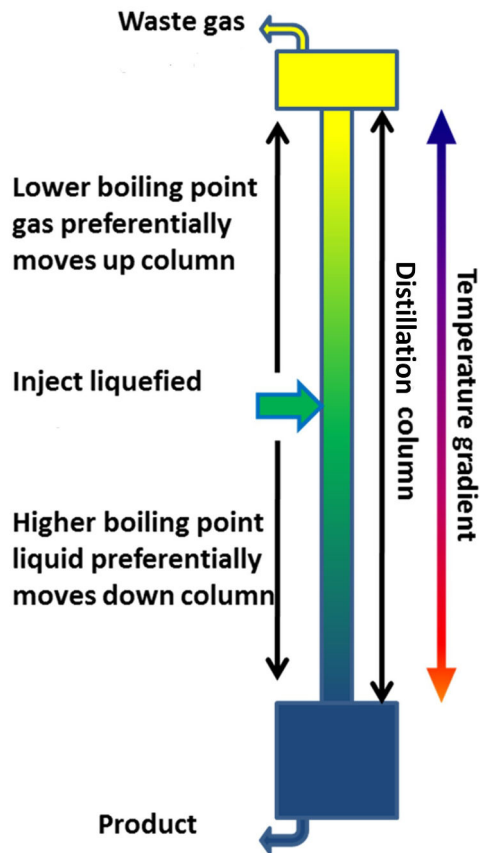 Waste gas
Lower boiling point
gas preferentially
moves up column
Inject liquefied
Higher boiling point
liquid preferentially
moves down column
Product
Distillation column
Temperature gradient